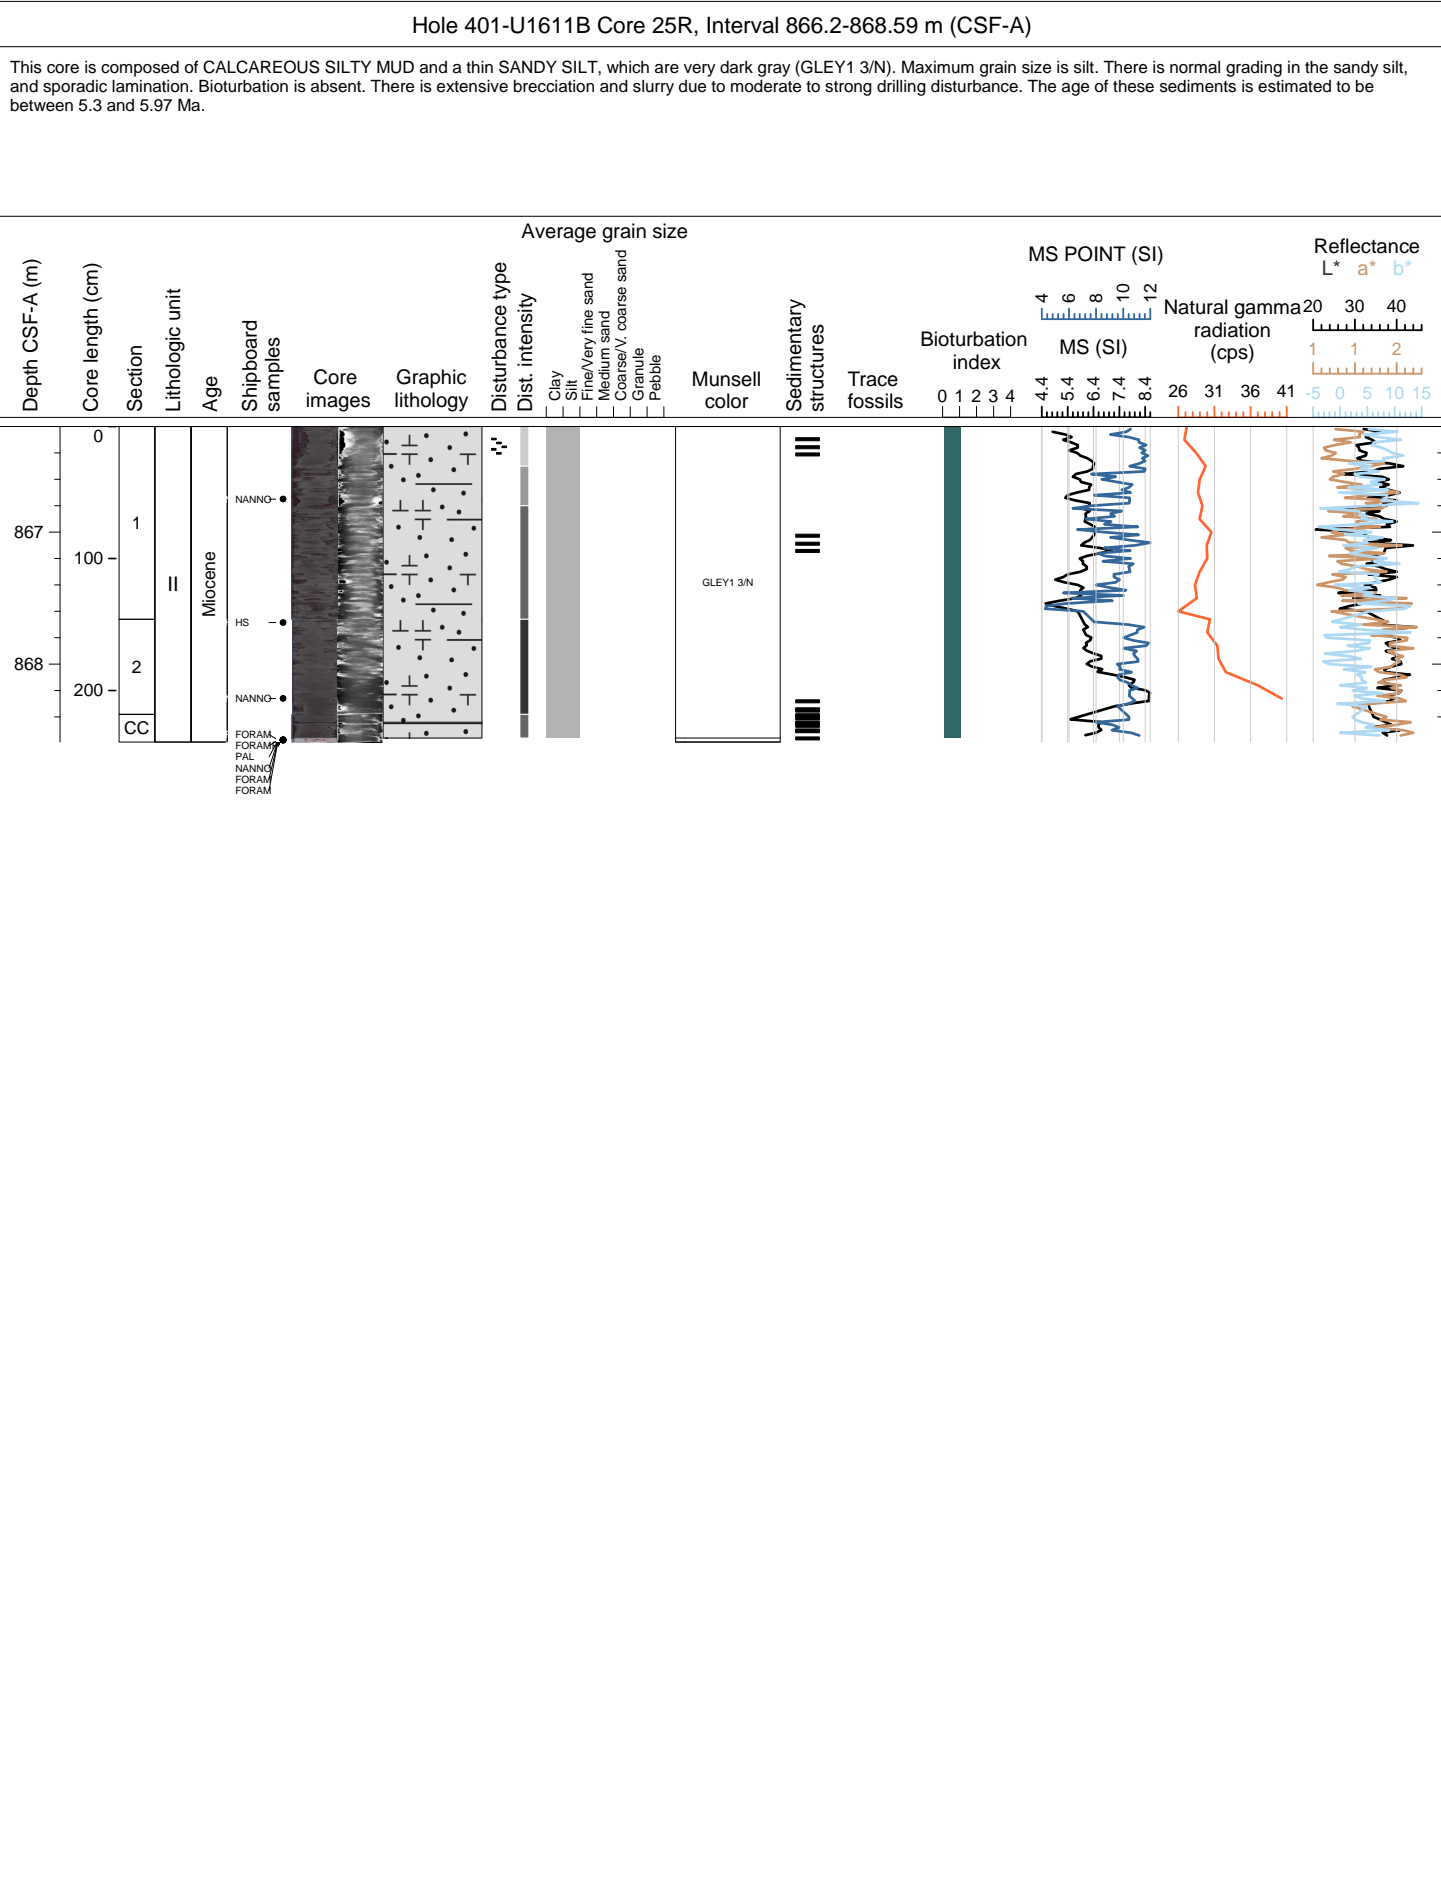 Hole 401-U1611B Core 25R, Interval 866.2-868.59 m (CSF-A)
This core is composed of CALCAREOUS SILTY MUD and a thin SANDY SILT, which are very dark gray (GLEY1 3/N). Maximum grain size is silt. There is normal grading in the sandy silt,
and sporadic lamination. Bioturbation is absent. There is extensive brecciation and slurry due to moderate to strong drilling disturbance. The age of these sediments is estimated to be
between 5.3 and 5.97 Ma.
Depth CSF-A (m)
Core length (cm)
Section
Lithologic unit
Age
Shipboard
samples
Core
images
Graphic
lithology
Disturbance type
Dist. intensity
Average grain size
Clay
Silt
Fine/Very fine sand
Medium sand
Coarse/V. coarse sand
Granule
Pebble
Munsell
color
Sedimentary
structures
Trace
fossils
Bioturbation
index
0 1 2 3 4
MS POINT (SI)
4 6 8 10 12
MS (SI)
4.4 5.4 6.4 7.4 8.4
Natural gamma
radiation
(cps)
26 31 36 41
Reflectance
L* a* b*
20 30 40
1 1 2
-5 0 5 10 15
867
868
0
100
200
1
2
CC
II
Miocene
NANNO
HS
NANNO
FORAM
FORAM
PAL
NANNO
FORAM
FORAM
GLEY1 3/N